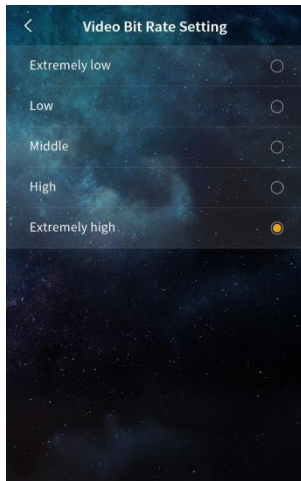 Video Bit Rate Setting
Extremely low
Low
Middle
High
Extremely high